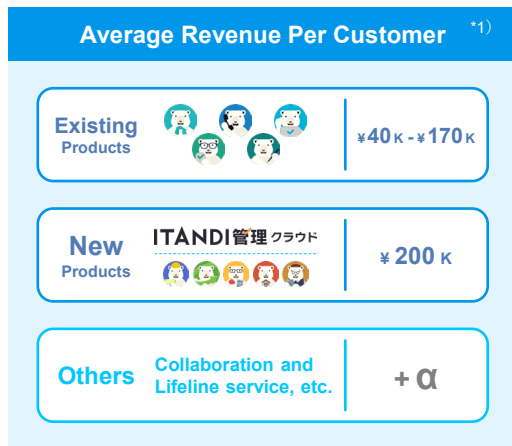 Average Revenue Per Customer *1)
Existing
Products
¥40K-¥170K
New
Products
ITANDI管理クラウド
¥ 200 K
Others
Collaboration and
Lifeline service, etc.
+ α